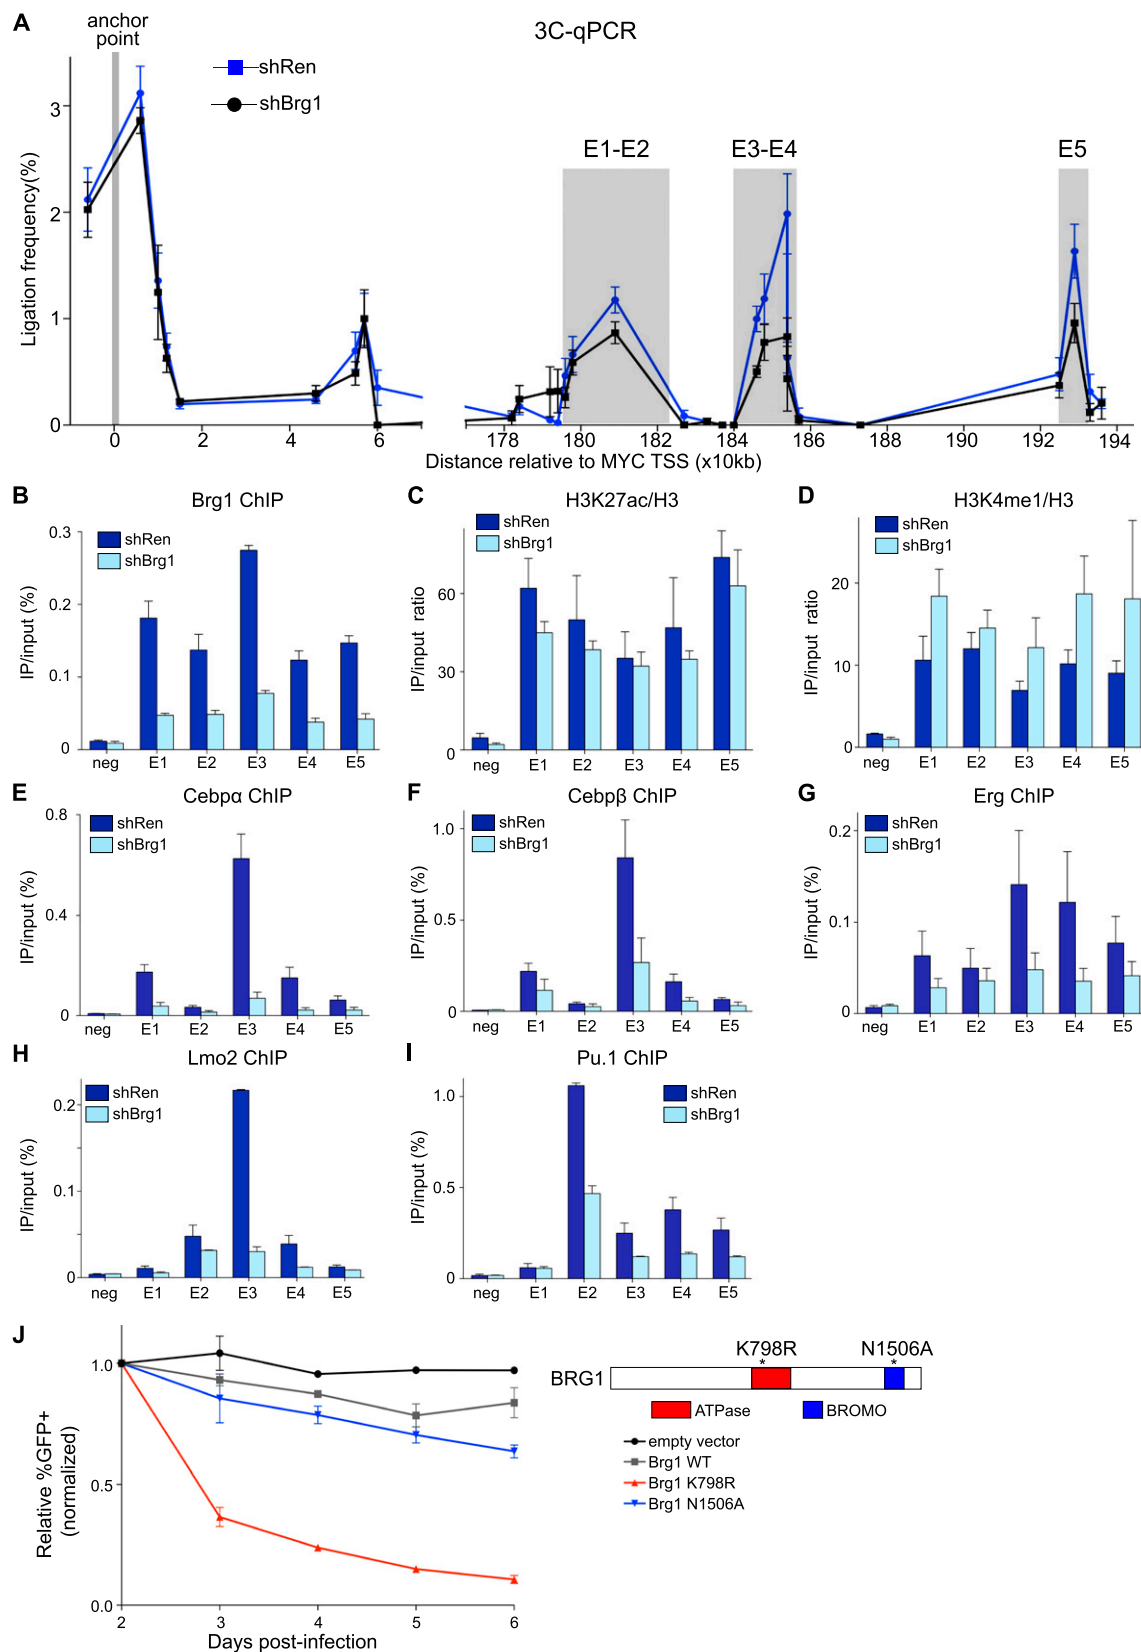 A
anchor
point
3C-qPCR
shRen
shBrg1
E1-E2
E3-E4
E5
Ligation frequency(%)
3
2
1
0
0
2
4
6
178
180
182
184
186
188
190
192
194
Distance relative to MYC TSS (x10kb)
B
Brg1 ChIP
shRen
shBrg1
IP/input (%)
0.3
0.2
0.1
0
neg
E1
E2
E3
E4
E5
C
H3K27ac/H3
shRen
shBrg1
IP/input ratio
60
30
0
neg
E1
E2
E3
E4
E5
D
H3K4me1/H3
shRen
shBrg1
IP/input ratio
20
10
0
neg
E1
E2
E3
E4
E5
E
Cebpα ChIP
shRen
shBrg1
IP/input (%)
0.8
0.4
0
neg
E1
E2
E3
E4
E5
F
Cebpβ ChIP
shRen
shBrg1
IP/input (%)
1.0
0.5
0
neg
E1
E2
E3
E4
E5
G
Erg ChIP
shRen
shBrg1
IP/input (%)
0.2
0.1
0
neg
E1
E2
E3
E4
E5
H
Lmo2 ChIP
shRen
shBrg1
IP/input (%)
0.2
0.1
0
neg
E1
E2
E3
E4
E5
I
Pu.1 ChIP
shRen
shBrg1
IP/input (%)
1.0
0.5
0
neg
E1
E2
E3
E4
E5
J
Relative %GFP+
(normalized)
1.0
0.5
0.0
2
3
4
5
6
Days post-infection
K798R
N1506A
*
*
BRG1
ATPase
BROMO
empty vector
Brg1 WT
Brg1 K798R
Brg1 N1506A